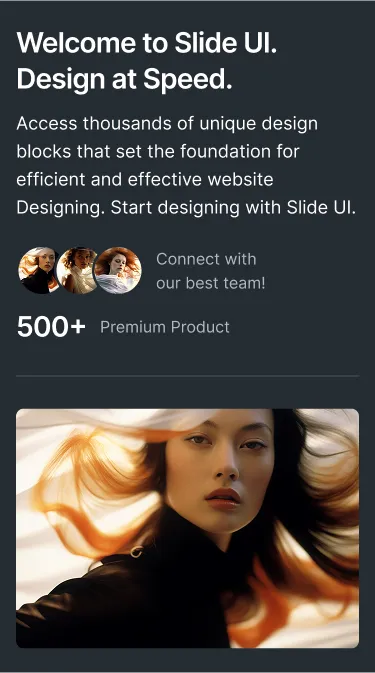 Welcome to Slide UI.
Design at Speed.
Access thousands of unique design
blocks that set the foundation for
efficient and effective website
Designing. Start designing with Slide UI.
Connect with
our best team!
500+ Premium Product